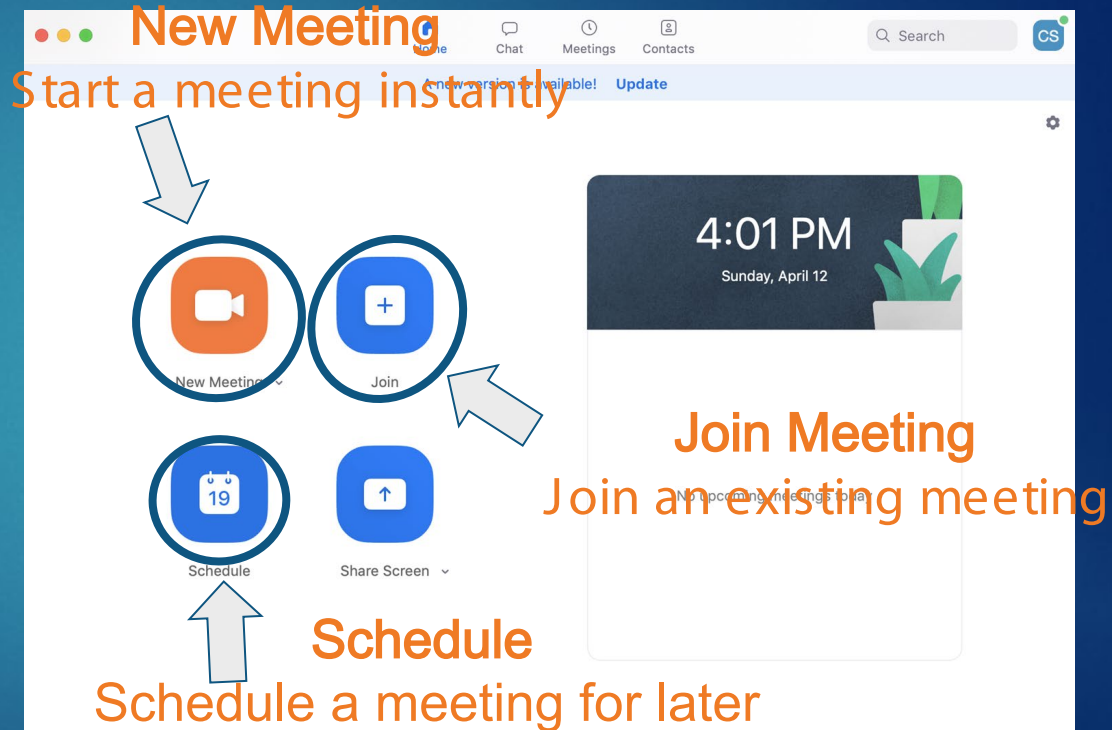 New Meeting
Home
Chat
Meetings
Contacts
Search
CS
Start a meeting instantly
A new version is available! Update
4:01 PM
Sunday, April 12
New Meeting
Join
Join Meeting
Join an existing meeting
No upcoming meetings today
19
Schedule
Share Screen
Schedule
Schedule a meeting for later